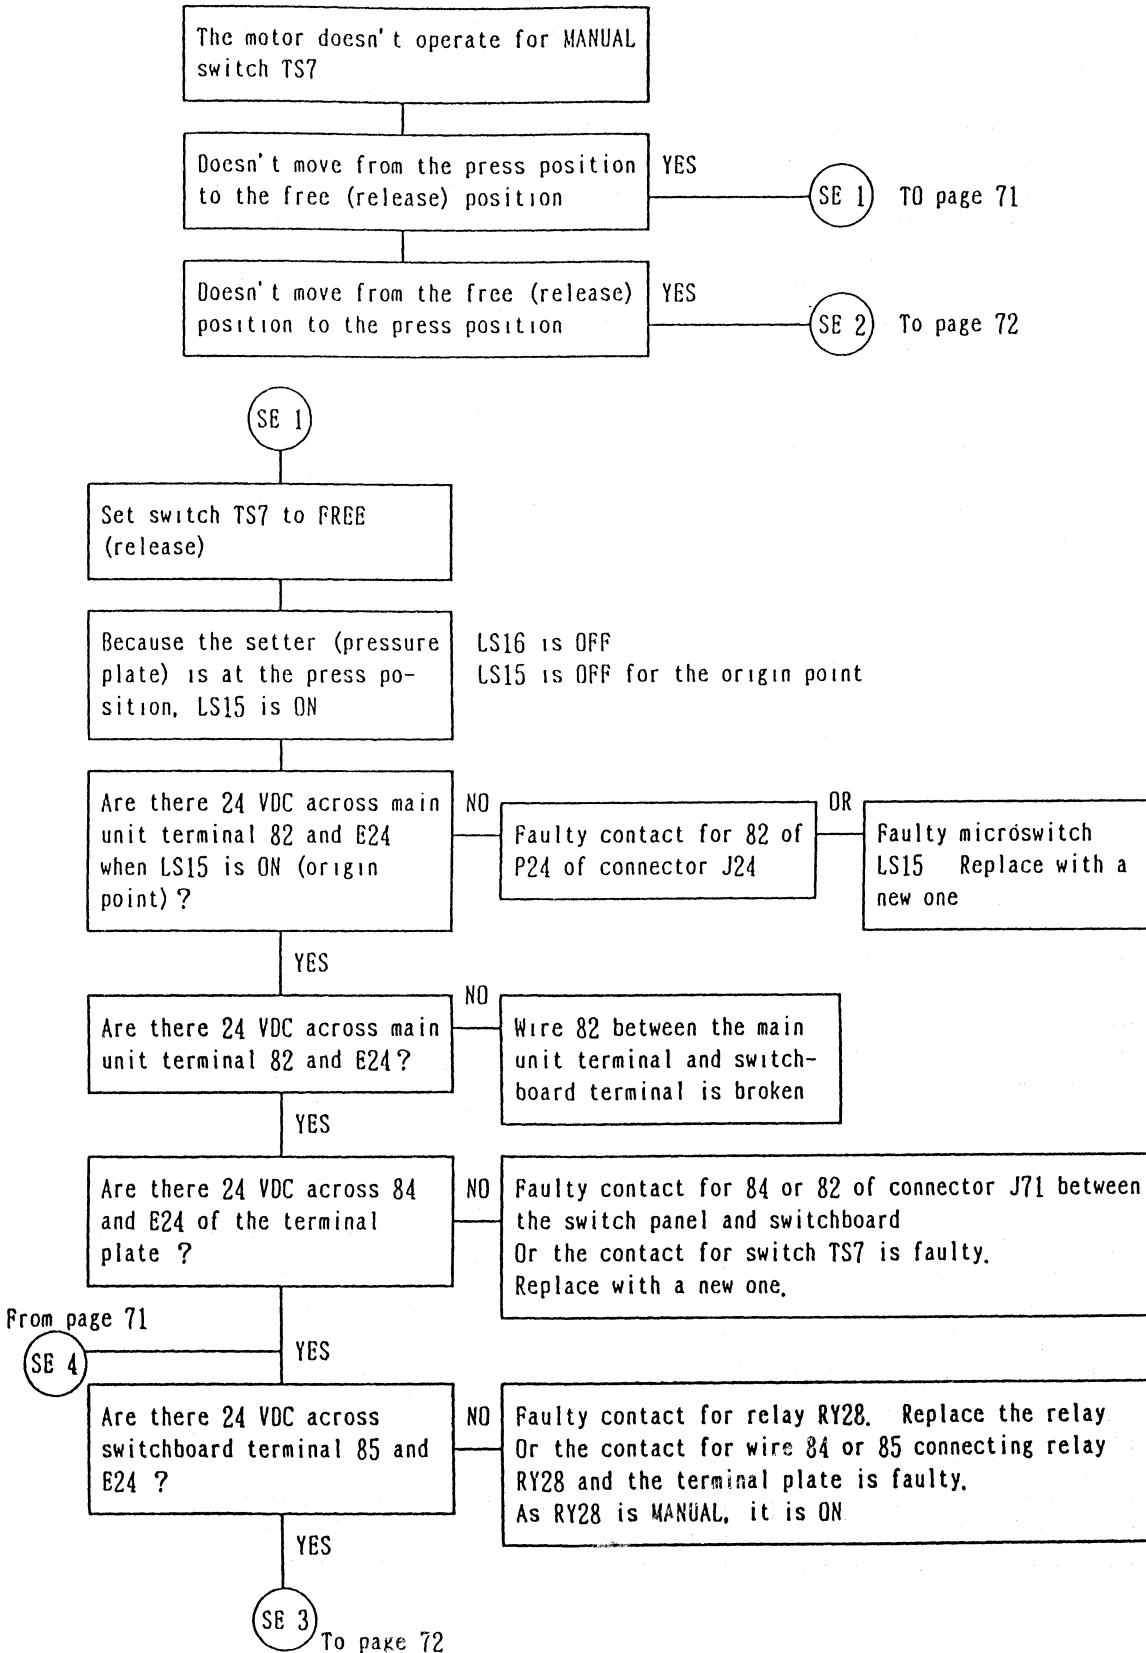 The motor doesn't operate for MANUAL
switch TS7
Doesn't move from the press position
to the free (release) position
YES
SE 1
TO page 71
Doesn't move from the free (release)
position to the press position
YES
SE 2
To page 72
SE 1
Set switch TS7 to FREE
(release)
Because the setter (pressure
plate) is at the press po-
sition, LS15 is ON
LS16 is OFF
LS15 is OFF for the origin point
Are there 24 VDC across main
unit terminal 82 and E24
when LS15 is ON (origin
point)?
NO
Faulty contact for 82 of
P24 of connector J24
OR
Faulty microswitch
LS15 Replace with a
new one
YES
Are there 24 VDC across main
unit terminal 82 and E24?
NO
Wire 82 between the main
unit terminal and switch-
board terminal is broken
YES
Are there 24 VDC across 84
and E24 of the terminal
plate ?
NO
Faulty contact for 84 or 82 of connector J71 between
the switch panel and switchboard
Or the contact for switch TS7 is faulty.
Replace with a new one.
From page 71
SE 4
YES
Are there 24 VDC across
switchboard terminal 85 and
E24 ?
NO
Faulty contact for relay RY28. Replace the relay
Or the contact for wire 84 or 85 connecting relay
RY28 and the terminal plate is faulty.
As RY28 is MANUAL, it is ON
YES
SE 3
To page 72